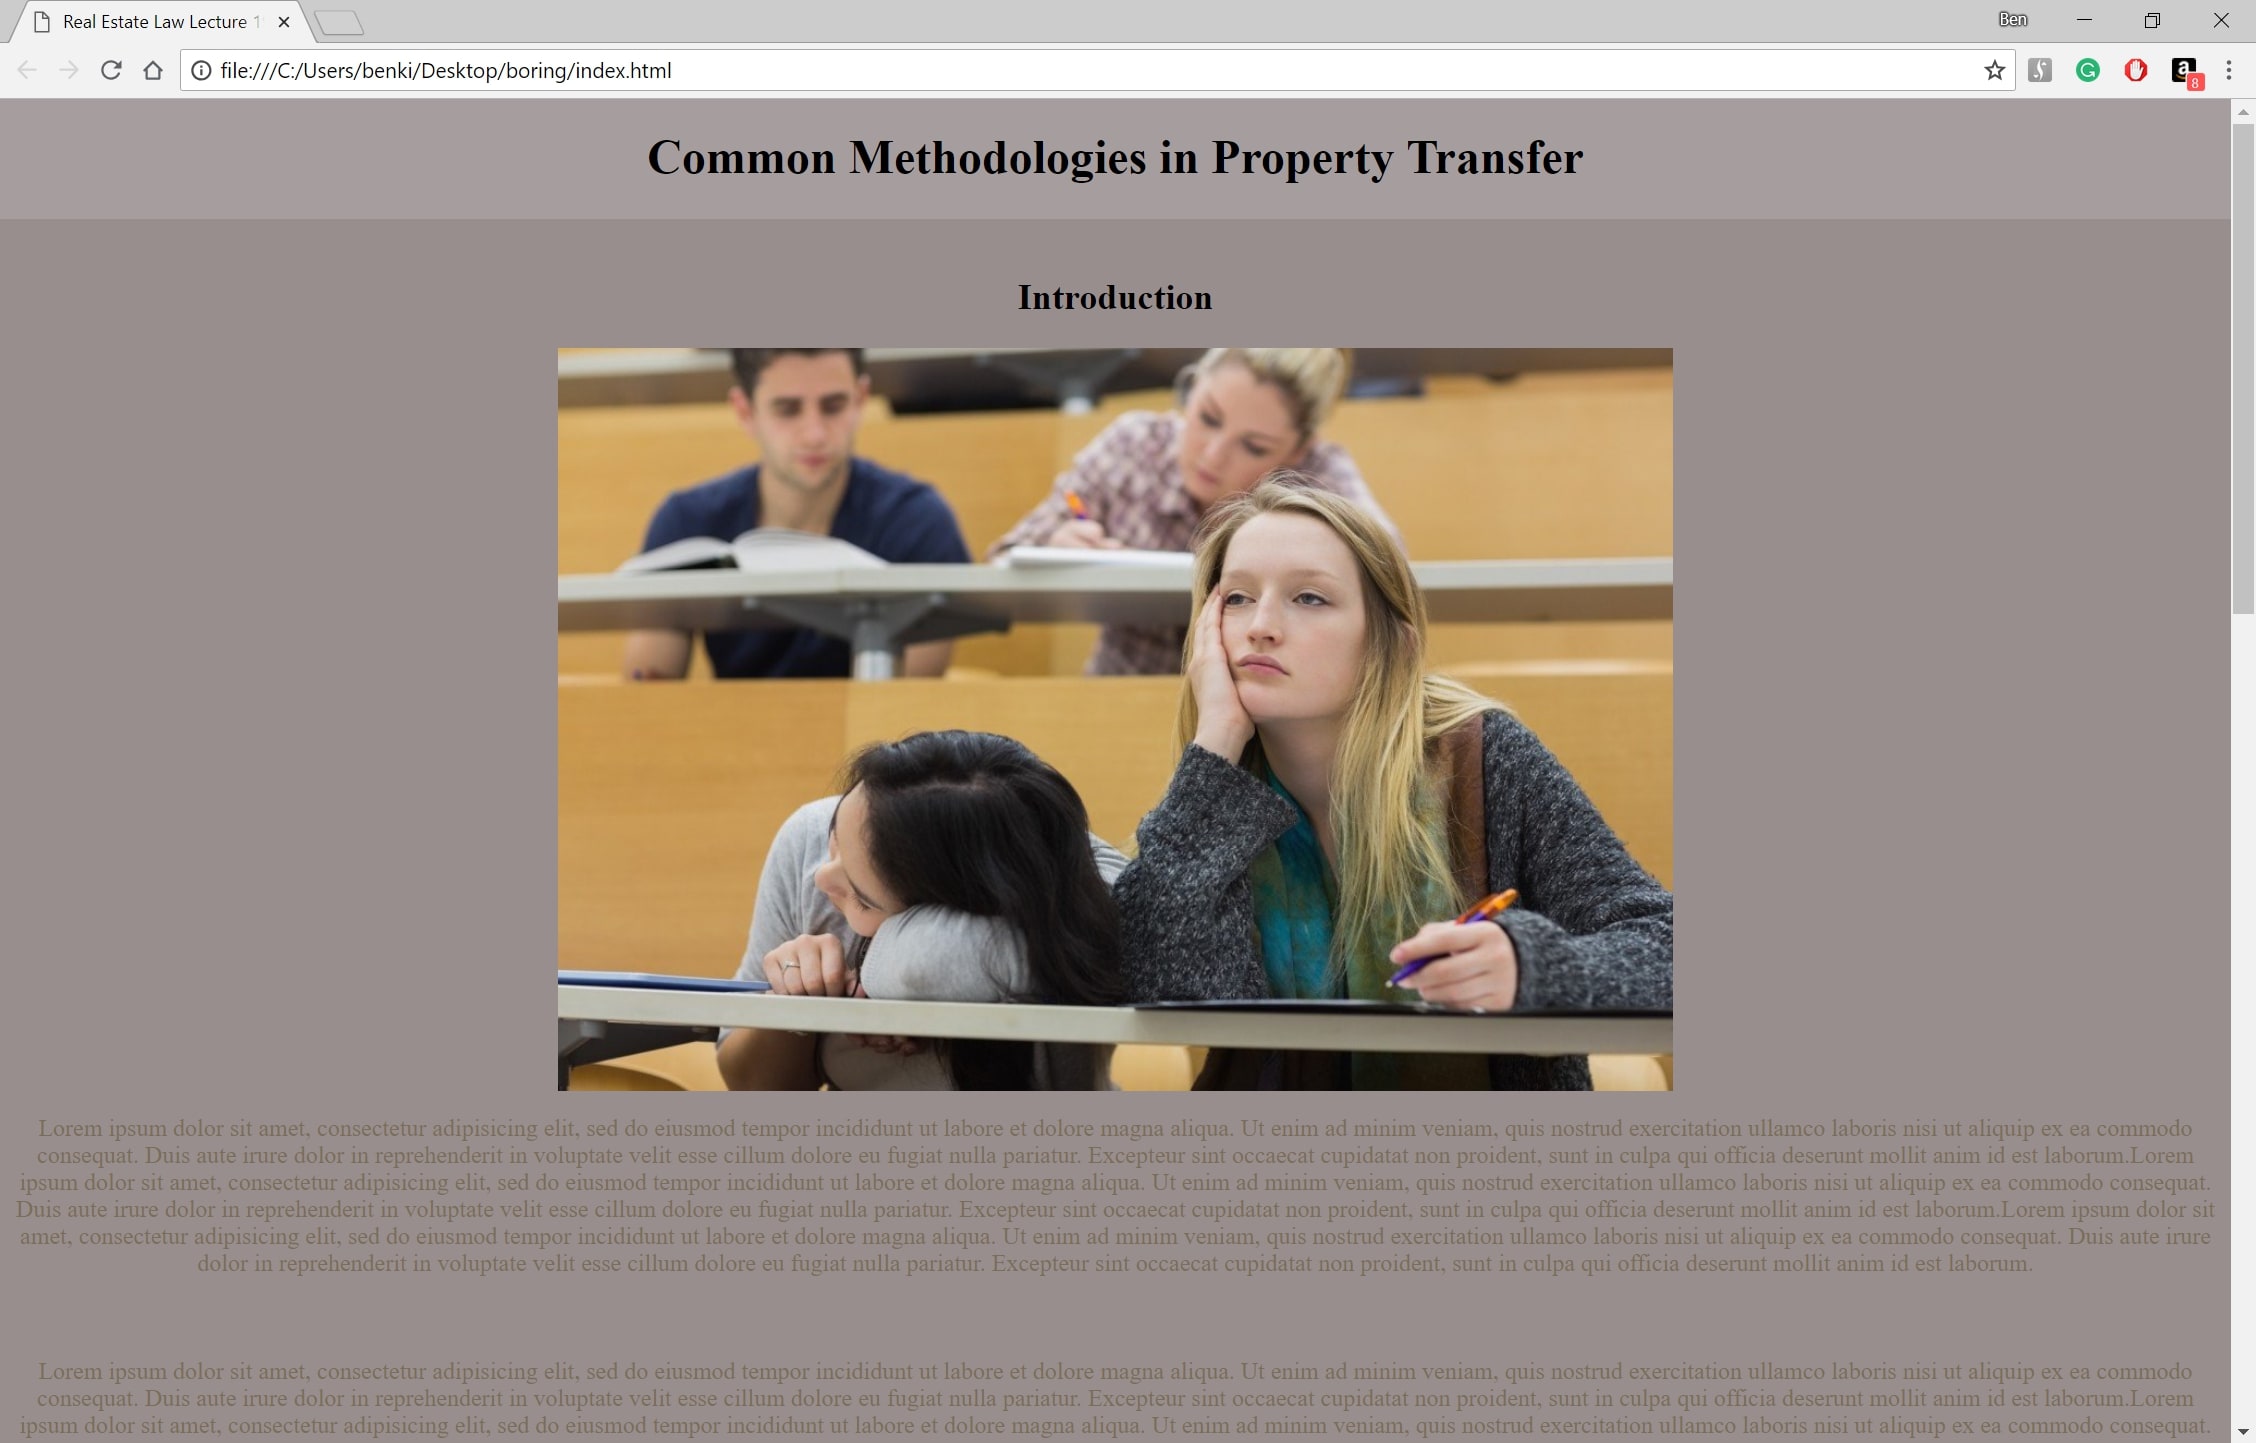 Real Estate Law Lecture 1
Ben
file:///C:/Users/benki/Desktop/boring/index.html
a
8
Common Methodologies in Property Transfer
Introduction
Lorem ipsum dolor sit amet, consectetur adipisicing elit, sed do eiusmod tempor incididunt ut labore et dolore magna aliqua. Ut enim ad minim veniam, quis nostrud exercitation ullamco laboris nisi ut aliquip ex ea commodo
consequat. Duis aute irure dolor in reprehenderit in voluptate velit esse cillum dolore eu fugiat nulla pariatur. Excepteur sint occaecat cupidatat non proident, sunt in culpa qui officia deserunt mollit anim id est laborum.Lorem
ipsum dolor sit amet, consectetur adipisicing elit, sed do eiusmod tempor incididunt ut labore et dolore magna aliqua. Ut enim ad minim veniam, quis nostrud exercitation ullamco laboris nisi ut aliquip ex ea commodo consequat.
Duis aute irure dolor in reprehenderit in voluptate velit esse cillum dolore eu fugiat nulla pariatur. Excepteur sint occaecat cupidatat non proident, sunt in culpa qui officia deserunt mollit anim id est laborum.Lorem ipsum dolor sit
amet, consectetur adipisicing elit, sed do eiusmod tempor incididunt ut labore et dolore magna aliqua. Ut enim ad minim veniam, quis nostrud exercitation ullamco laboris nisi ut aliquip ex ea commodo consequat. Duis aute irure
dolor in reprehenderit in voluptate velit esse cillum dolore eu fugiat nulla pariatur. Excepteur sint occaecat cupidatat non proident, sunt in culpa qui officia deserunt mollit anim id est laborum.
Lorem ipsum dolor sit amet, consectetur adipisicing elit, sed do eiusmod tempor incididunt ut labore et dolore magna aliqua. Ut enim ad minim veniam, quis nostrud exercitation ullamco laboris nisi ut aliquip ex ea commodo
consequat. Duis aute irure dolor in reprehenderit in voluptate velit esse cillum dolore eu fugiat nulla pariatur. Excepteur sint occaecat cupidatat non proident, sunt in culpa qui officia deserunt mollit anim id est laborum.Lorem
ipsum dolor sit amet, consectetur adipisicing elit, sed do eiusmod tempor incididunt ut labore et dolore magna aliqua. Ut enim ad minim veniam, quis nostrud exercitation ullamco laboris nisi ut aliquip ex ea commodo consequat.